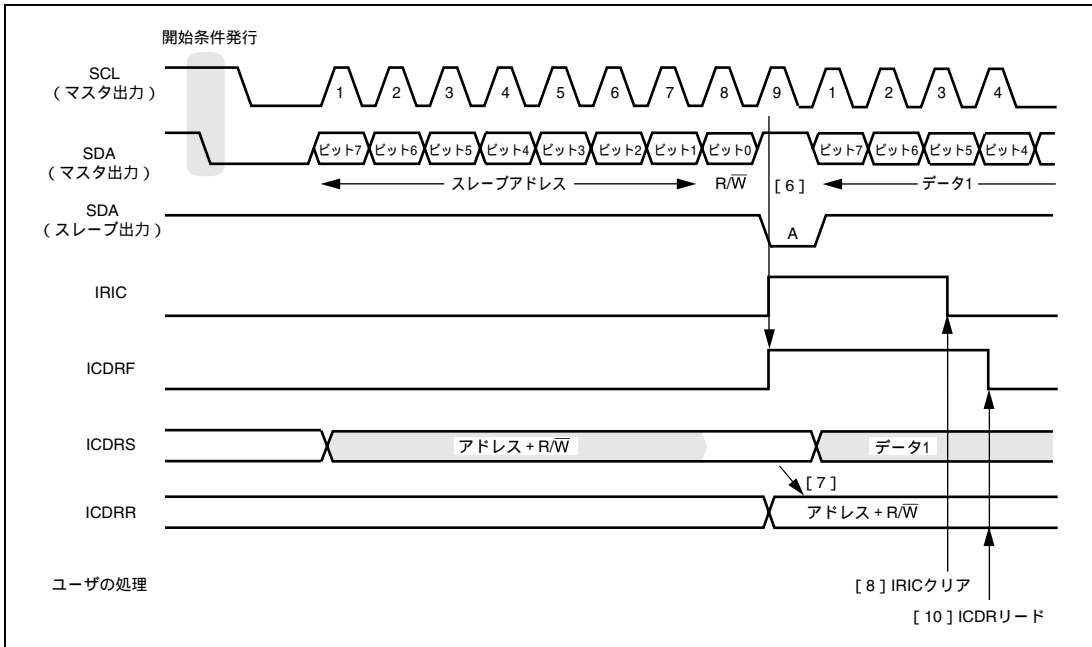 開始条件発行
SCL
（マスタ出力）
1 2 3 4 5 6 7 8 9 1 2 3 4
SDA
（マスタ出力）
ビット7 ビット6 ビット5 ビット4 ビット3 ビット2 ビット1 ビット0 ビット7 ビット6 ビット5 ビット4
スレーブアドレス R/W̅ [ 6 ] データ1
SDA
（スレーブ出力）
A
IRIC
ICDRF
ICDRS
アドレス + R/W̅ データ1
[ 7 ]
ICDRR
アドレス + R/W̅
ユーザの処理
[ 8 ] IRICクリア
[ 10 ] ICDRリード